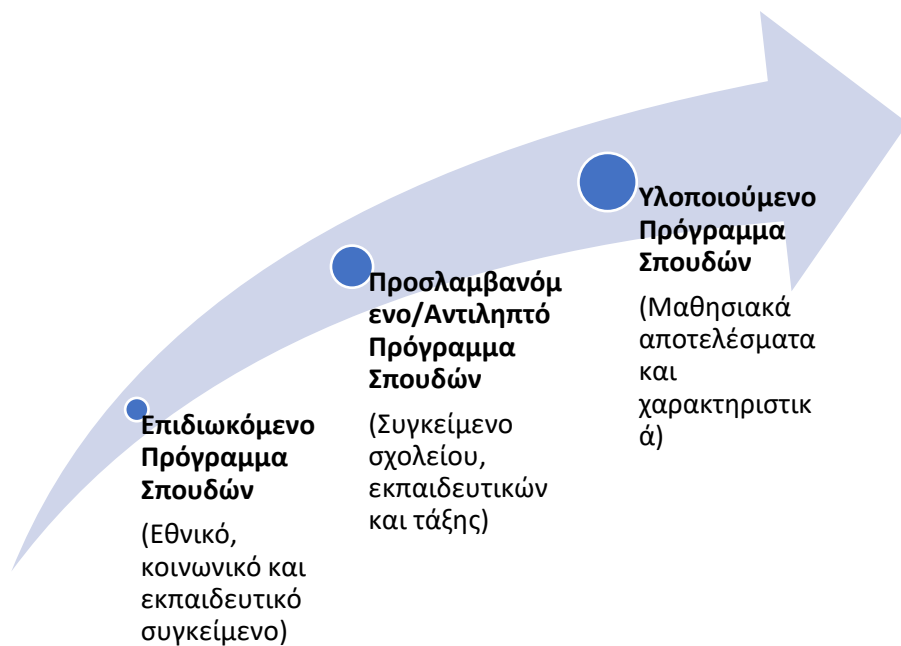 Επιδιωκόμενο
Πρόγραμμα
Σπουδών
(Εθνικό,
κοινωνικό και
εκπαιδευτικό
συγκείμενο)
Προσλαμβανόμ
ενο/Αντιληπτό
Πρόγραμμα
Σπουδών
(Συγκείμενο
σχολείου,
εκπαιδευτικών
και τάξης)
Υλοποιούμενο
Πρόγραμμα
Σπουδών
(Μαθησιακά
αποτελέσματα
και
χαρακτηριστικ
ά)